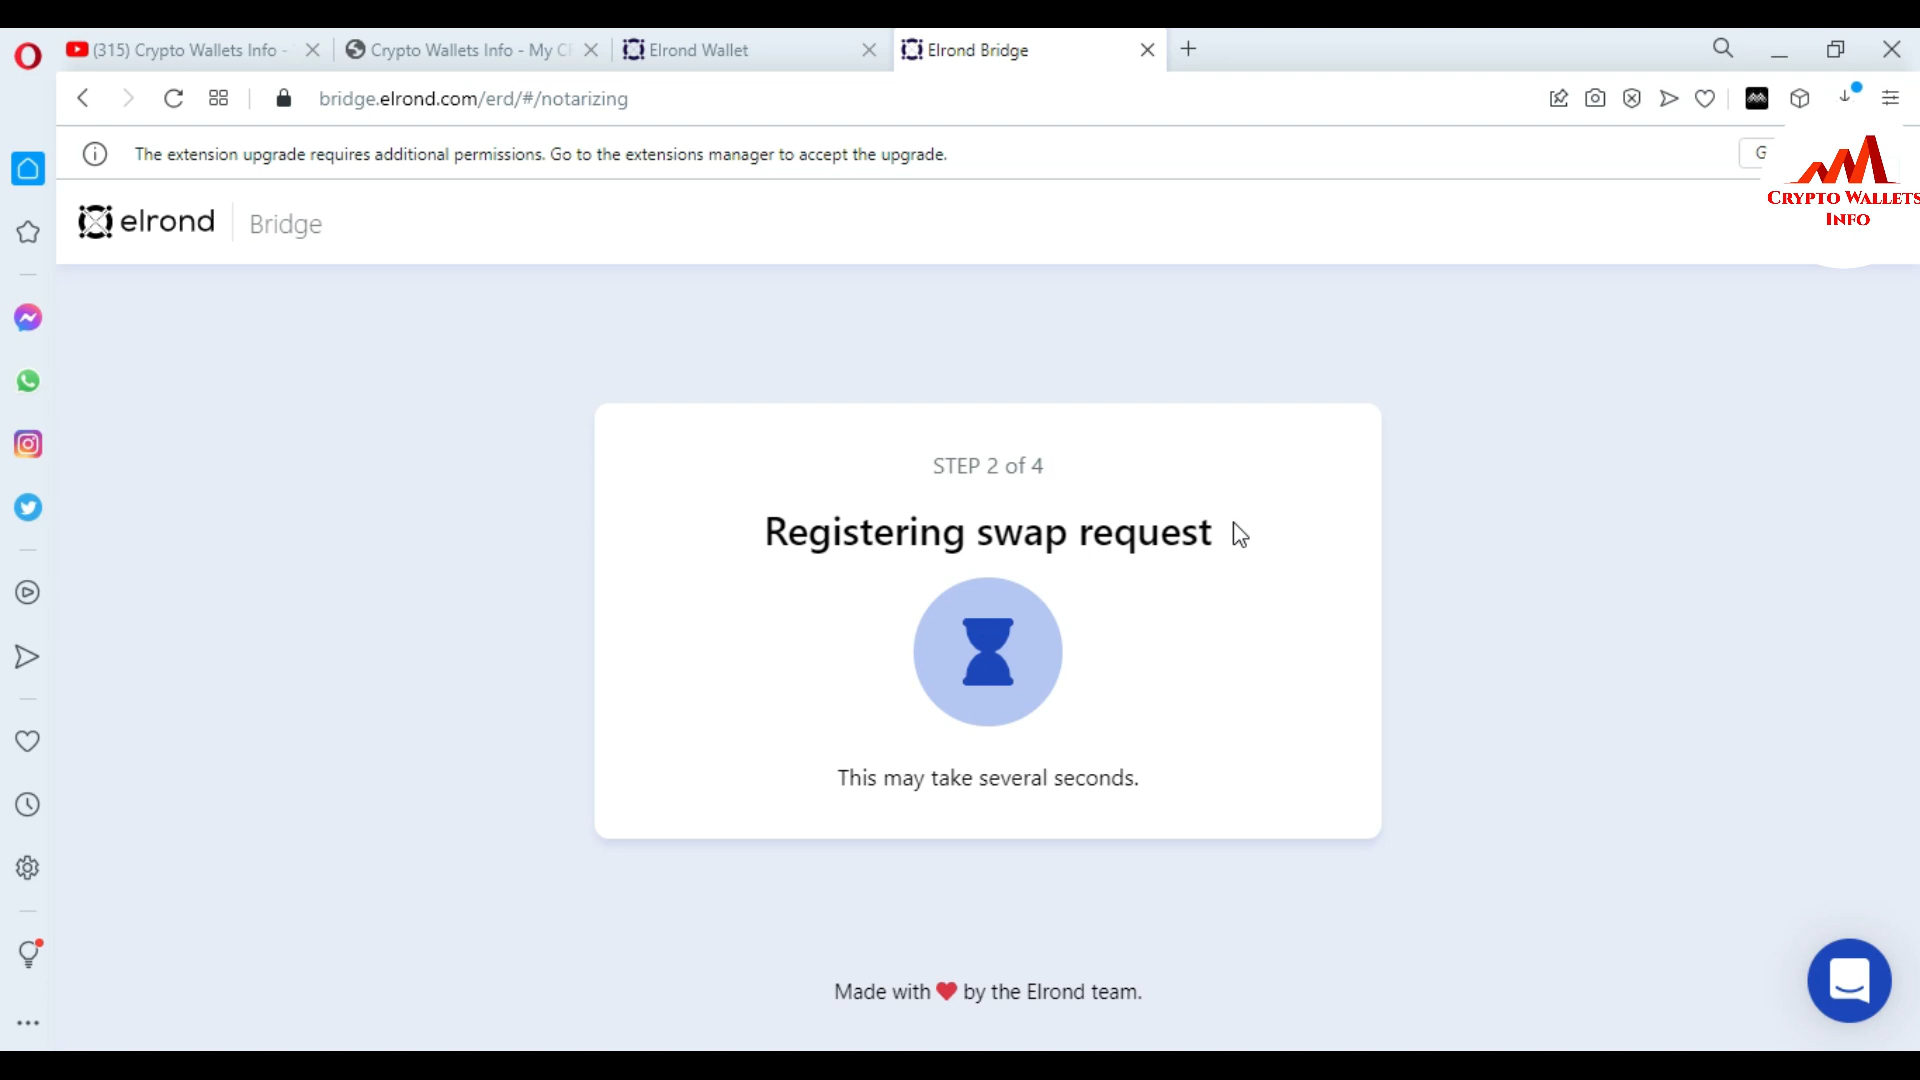 (315) Crypto Wallets Info -
Crypto Wallets Info - My C
Elrond Wallet
Elrond Bridge
bridge.elrond.com/erd/#/notarizing
The extension upgrade requires additional permissions. Go to the extensions manager to accept the upgrade.
G
CRYPTO WALLETS
INFO
elrond
Bridge
STEP 2 of 4
Registering swap request
This may take several seconds.
Made with ❤ by the Elrond team.